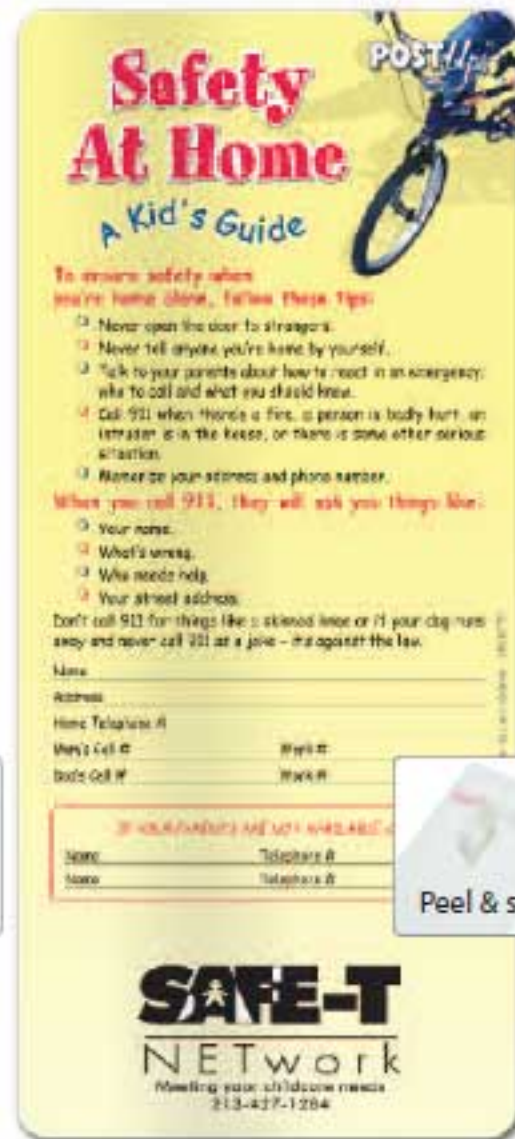 POST Ups
Safety
At Home
A Kid's Guide
To ensure safety when
you're home alone, follow these tips:
Never open the door to strangers.
Never tell anyone you're home by yourself.
Talk to your parents about how to react in an emergency:
who to call and what you should know.
Call 911 when there's a fire, a person is badly hurt, an
intruder is in the house, or there is some other serious
situation.
Memorize your address and phone number.
When you call 911, they will ask you things like:
Your name.
What's wrong.
Who needs help.
Your street address.
Don't call 911 for things like a skinned knee or if your dog runs
away and never call 911 as a joke – it's against the law.
Name
Address
Home Telephone #
Mom's Cell # Work #
Dad's Cell # Work #
IF YOUR PARENTS ARE NOT AVAILABLE
Name Telephone #
Name Telephone #
Peel & s
SAFE-T
NETwork
Meeting your childcare needs
213-427-1284